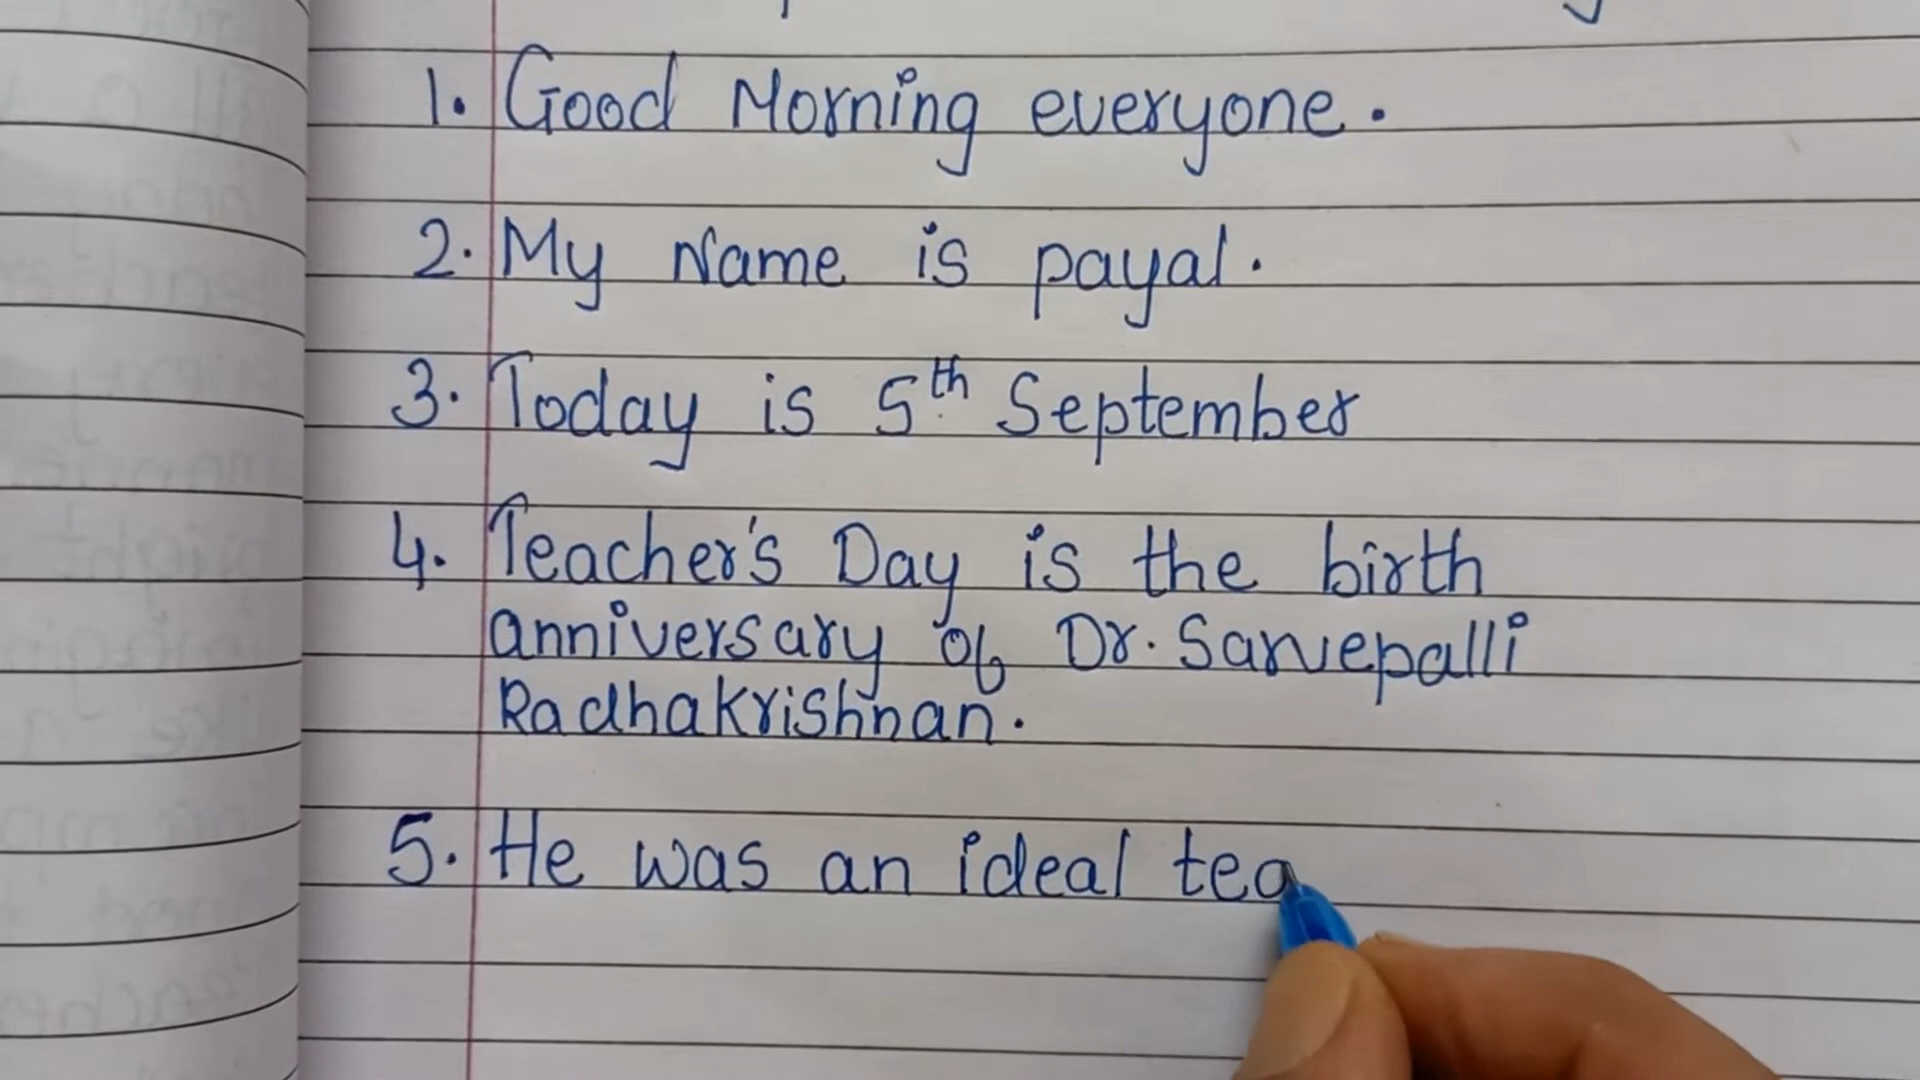 1. Good Morning everyone.
2. My Name is payal.
3. Today is 5th September
4. Teacher's Day is the birth
anniversary of Dr. Sarvepalli
Radhakrishnan.
5. He was an ideal tea